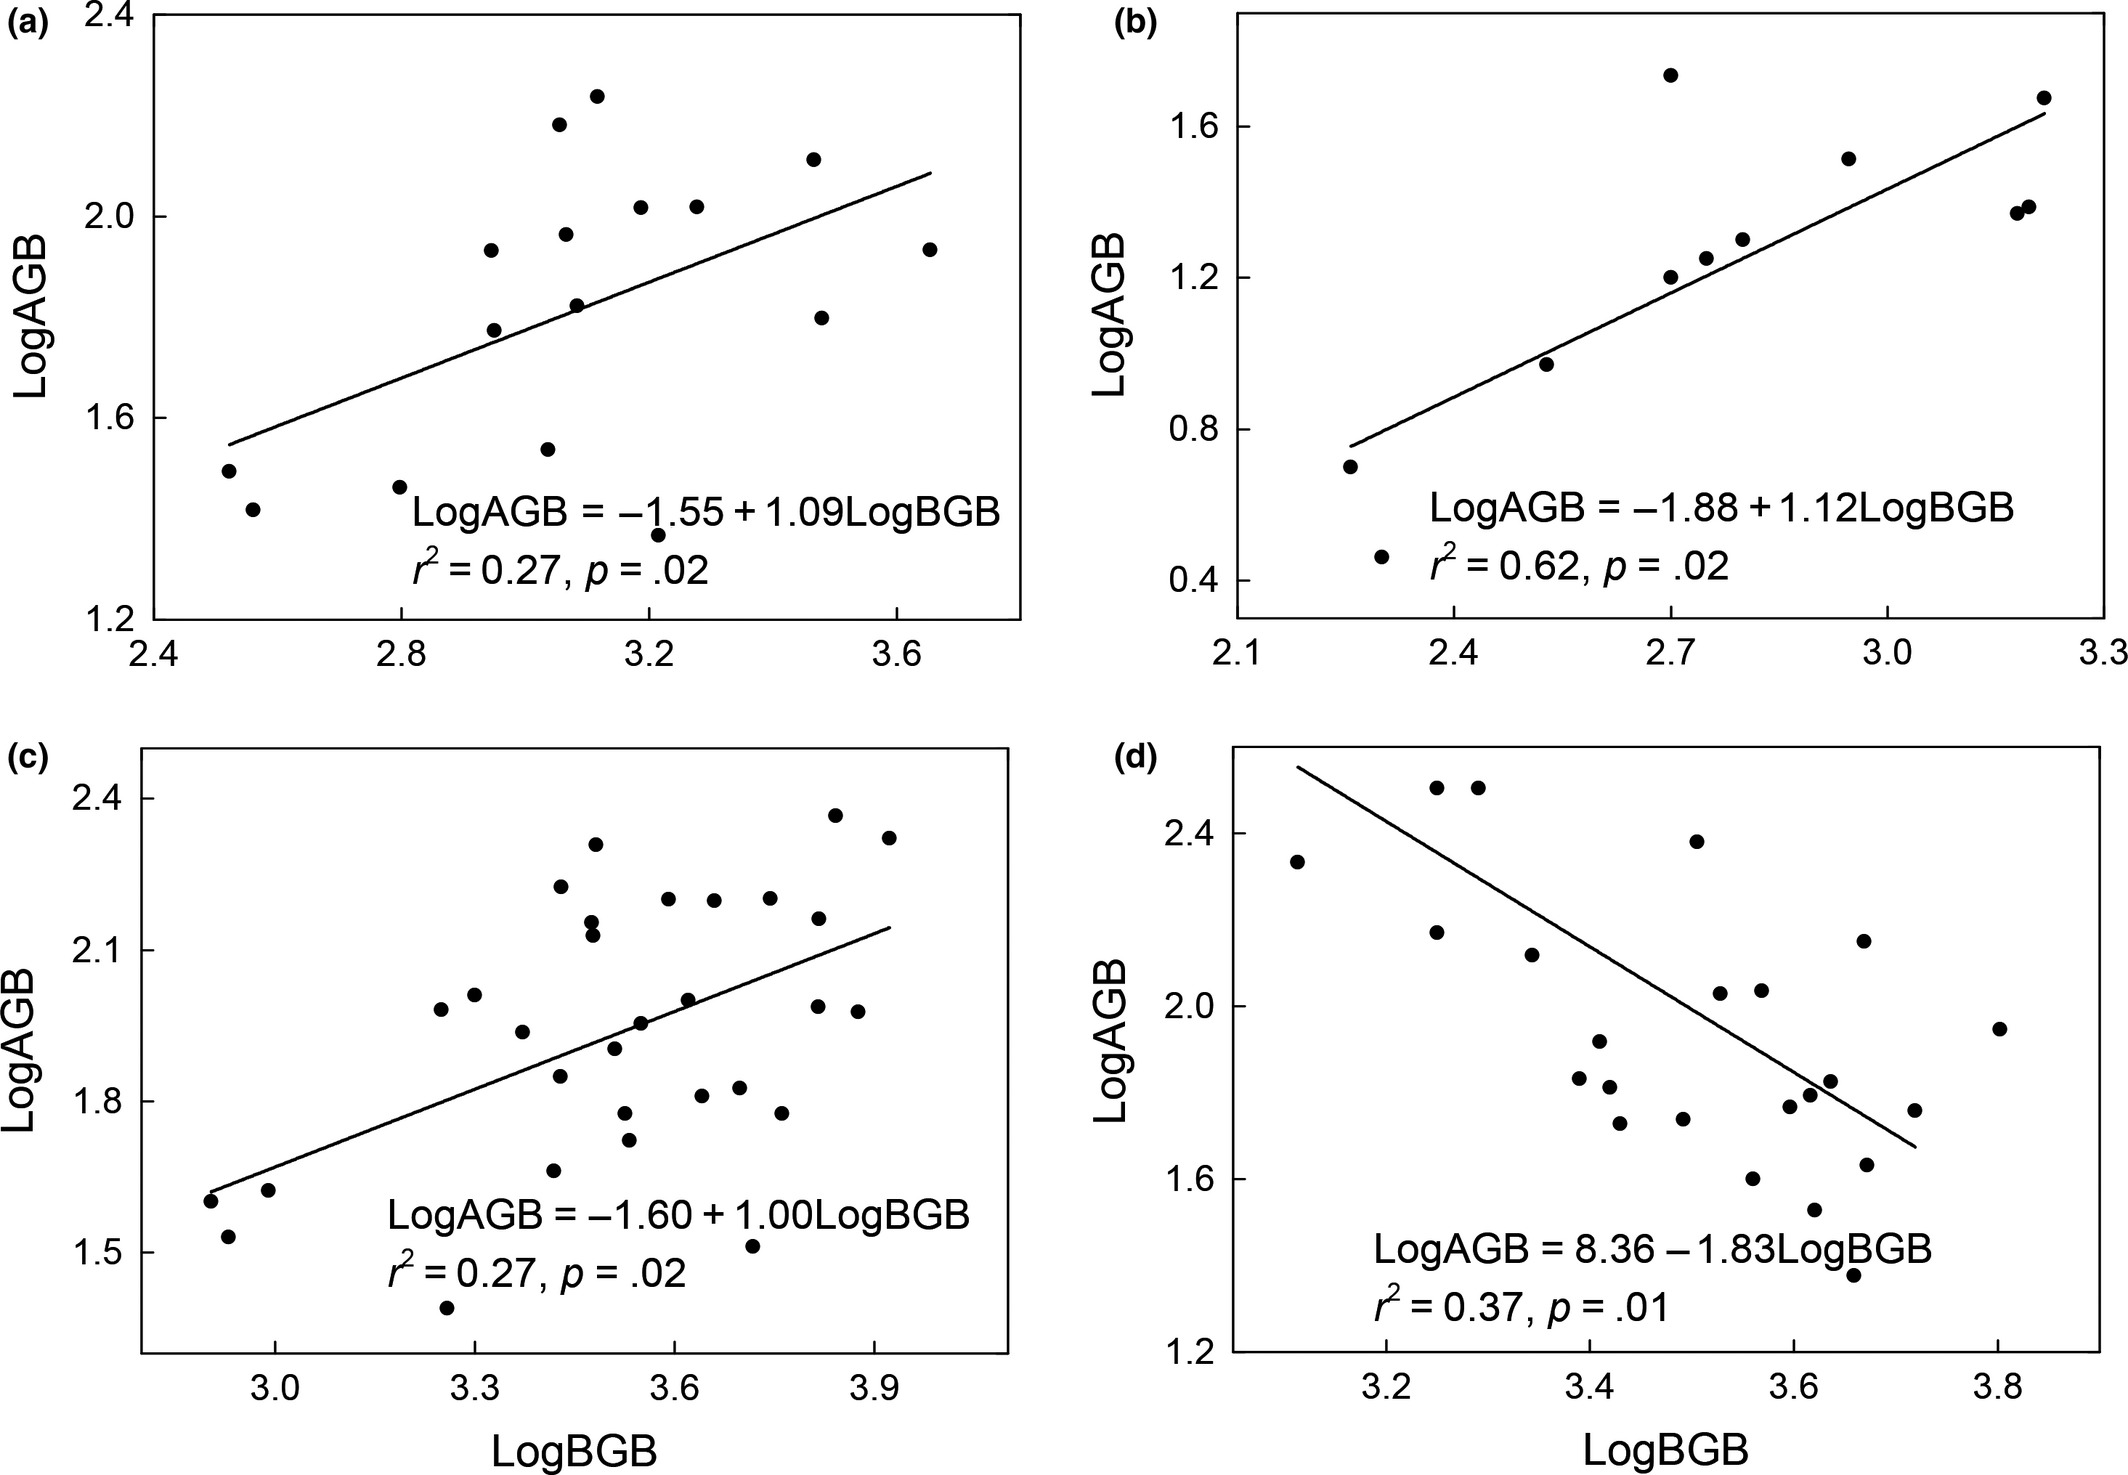 (a)
2.4
2.0
1.6
1.2
LogAGB
LogAGB = –1.55 + 1.09LogBGB
r² = 0.27, p = .02
2.4 2.8 3.2 3.6
(b)
1.6
1.2
0.8
0.4
LogAGB
LogAGB = –1.88 + 1.12LogBGB
r² = 0.62, p = .02
2.1 2.4 2.7 3.0 3.3
(c)
2.4
2.1
1.8
1.5
LogAGB
LogAGB = –1.60 + 1.00LogBGB
r² = 0.27, p = .02
3.0 3.3 3.6 3.9
LogBGB
(d)
2.4
2.0
1.6
1.2
LogAGB
LogAGB = 8.36 – 1.83LogBGB
r² = 0.37, p = .01
3.2 3.4 3.6 3.8
LogBGB